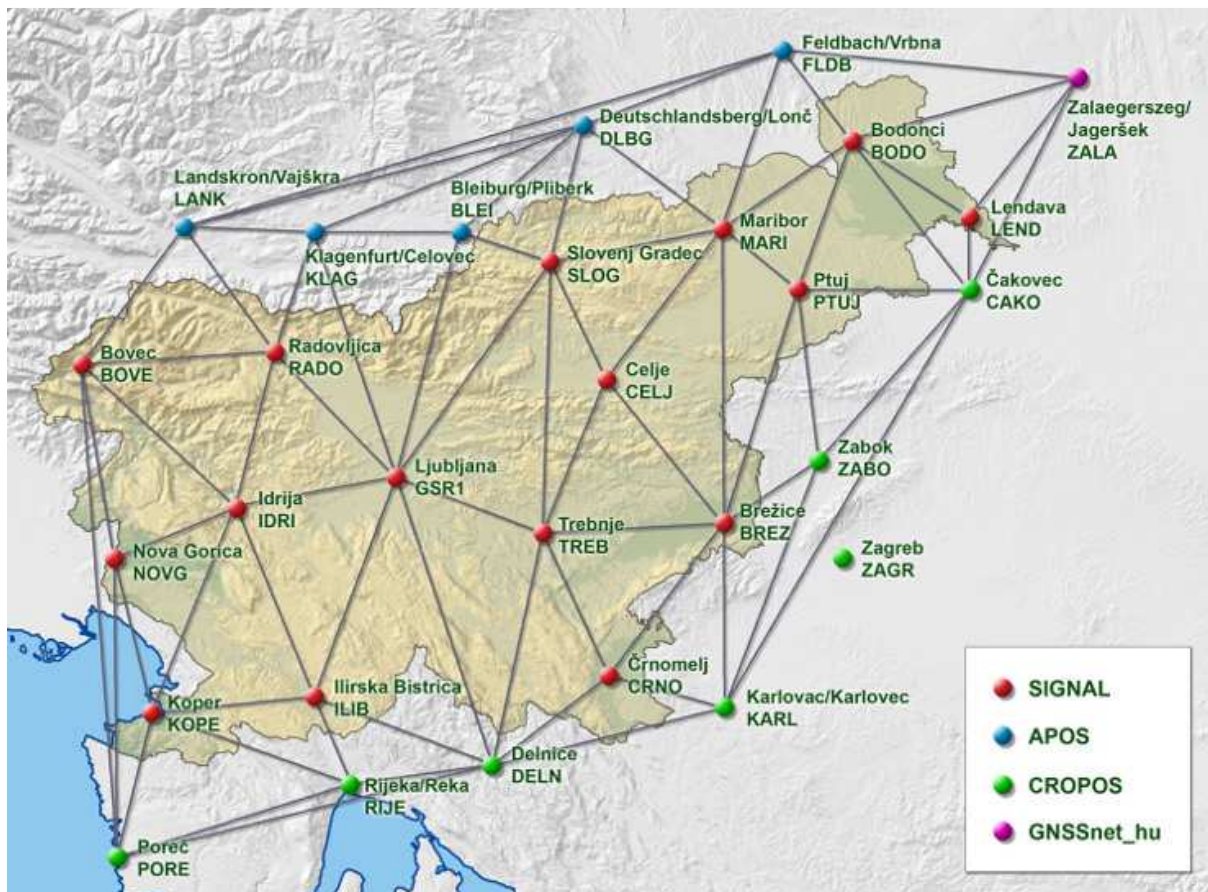 Feldbach/Vrbna
FLDB
Zalaegerszeg/
Jageršek
ZALA
Deutschlandsberg/Lonč
DLBG
Bodonci
BODO
Landskron/Vajškra
LANK
Bleiburg/Pliberk
BLEI
Lendava
LEND
Maribor
MARI
Klagenfurt/Celovec
KLAG
Slovenj Gradec
SLOG
Ptuj
PTUJ
Čakovec
CAKO
Bovec
BOVE
Radovljica
RADO
Celje
CELJ
Zabok
ZABO
Ljubljana
GSR1
Idrija
IDRI
Trebnje
TREB
Brežice
BREZ
Nova Gorica
NOVG
Zagreb
ZAGR
Črnomelj
CRNO
Ilirska Bistrica
ILIB
Koper
KOPE
Karlovac/Karlovec
KARL
Delnice
DELN
Rijeka/Reka
RIJE
Poreč
PORE
SIGNAL
APOS
CROPOS
GNSSnet_hu